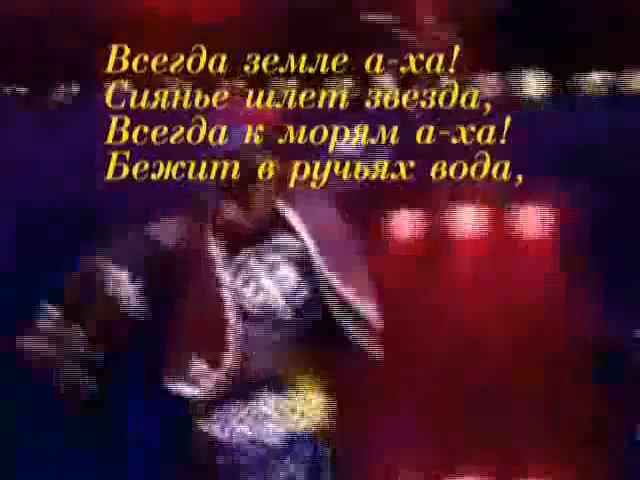 Всегда земле а-ха!
Сиянье шлет звезда,
Всегда к морям а-ха!
Бежит в ручьях вода,